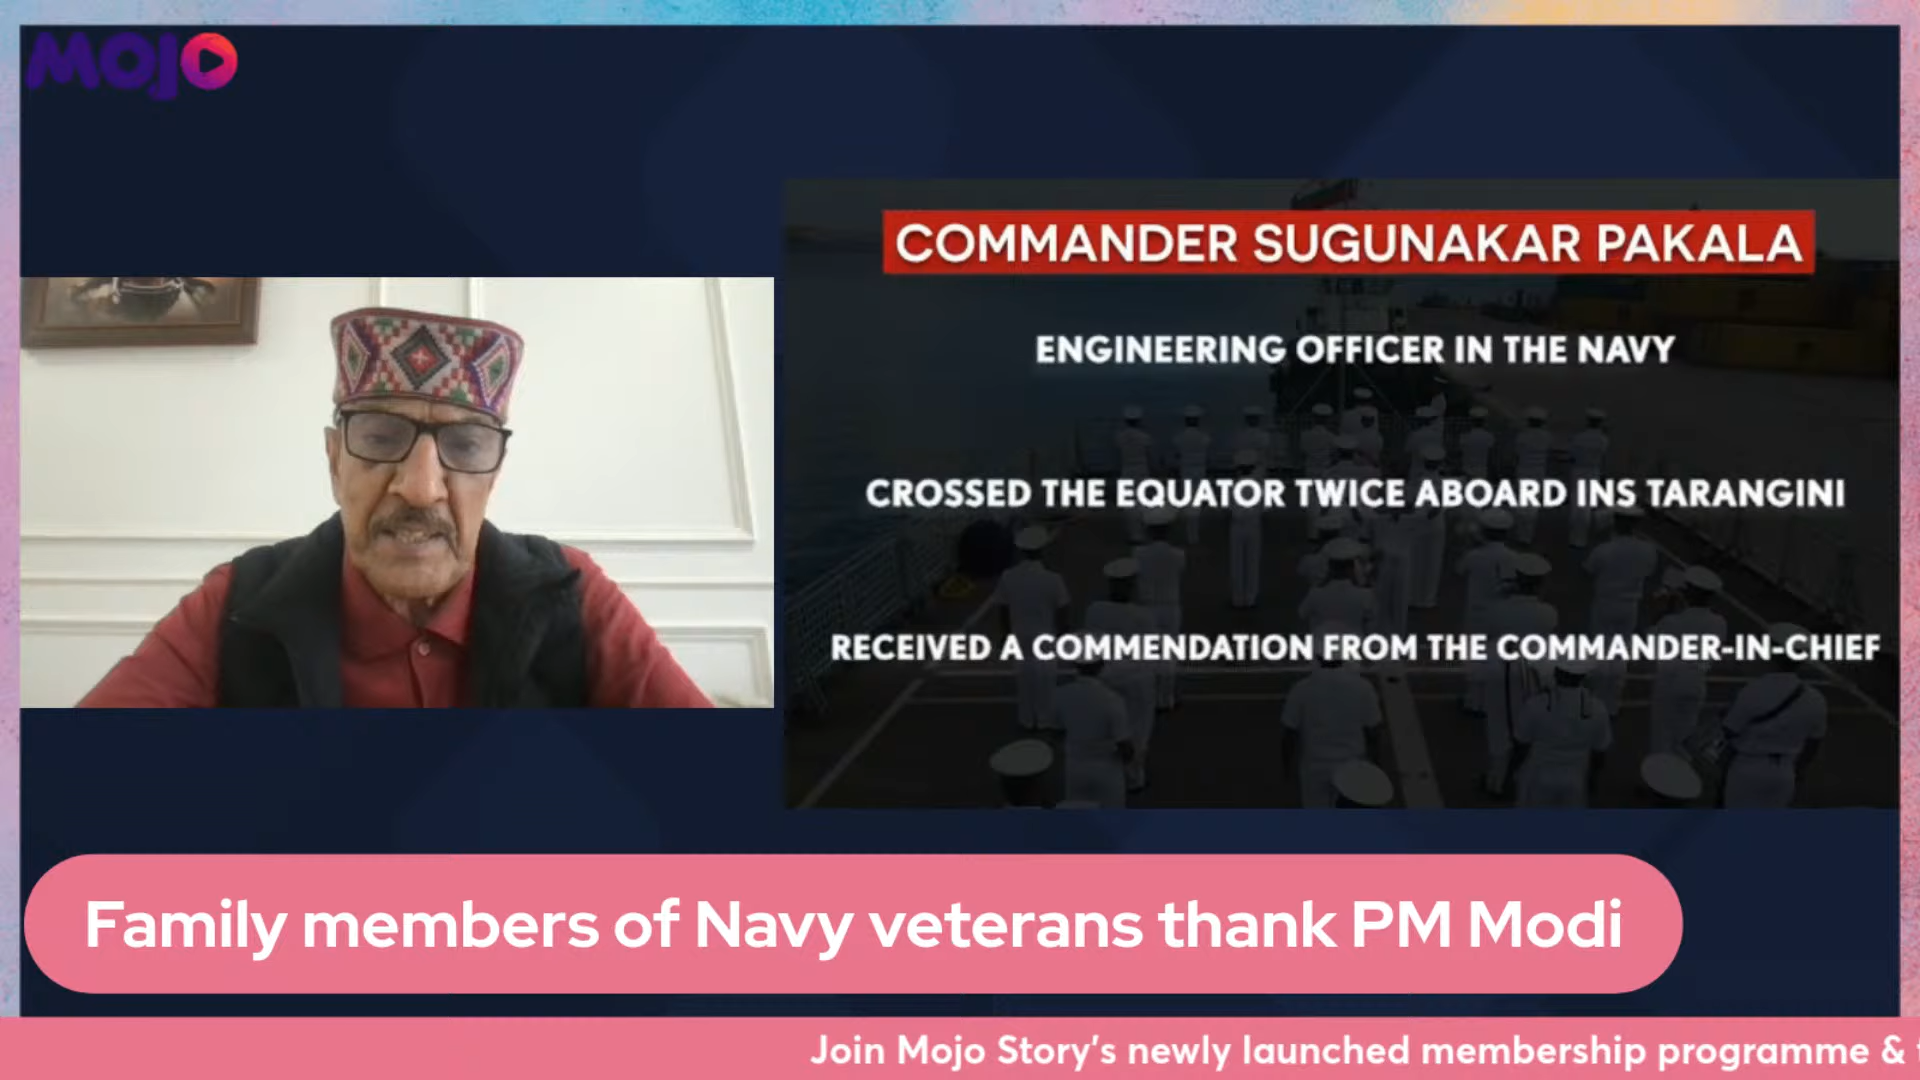 MOJO
COMMANDER SUGUNAKAR PAKALA
ENGINEERING OFFICER IN THE NAVY
CROSSED THE EQUATOR TWICE ABOARD INS TARANGINI
RECEIVED A COMMENDATION FROM THE COMMANDER-IN-CHIEF
Family members of Navy veterans thank PM Modi
Join Mojo Story's newly launched membership programme &